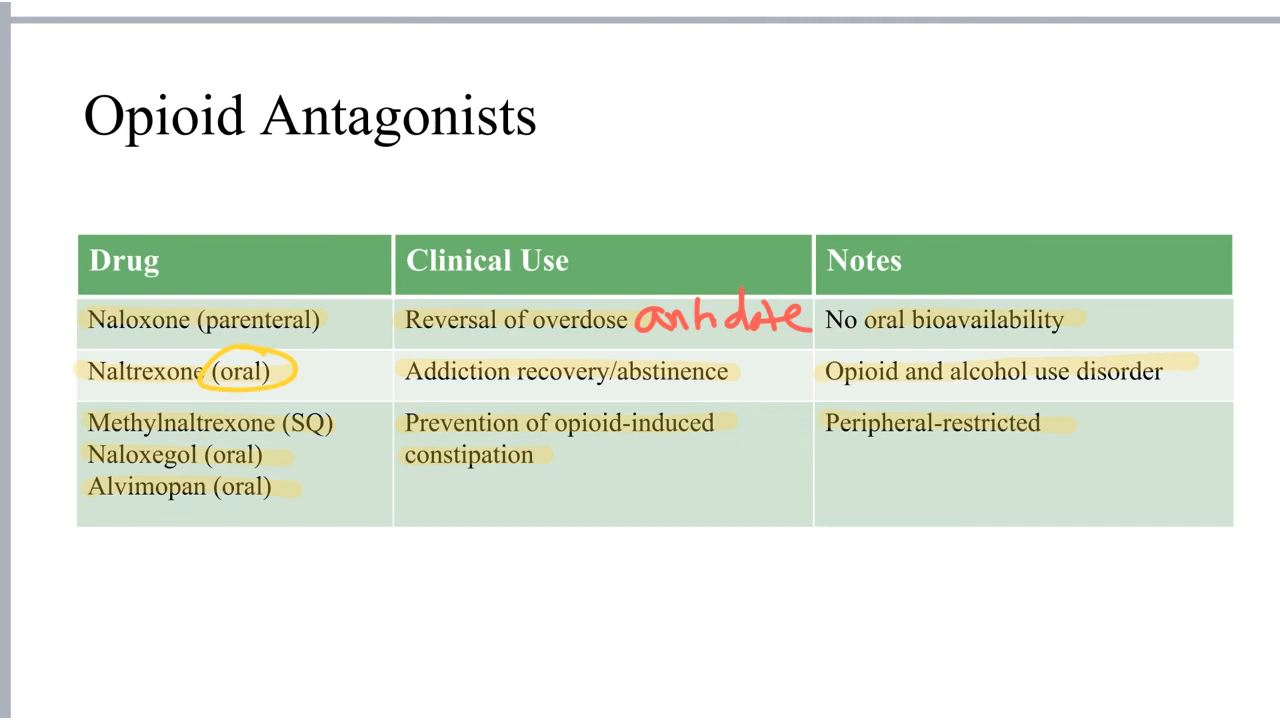 Opioid Antagonists
Drug Clinical Use Notes
Naloxone (parenteral) Reversal of overdose antidote No oral bioavailability
Naltrexone (oral) Addiction recovery/abstinence Opioid and alcohol use disorder
Methylnaltrexone (SQ) Prevention of opioid-induced Peripheral-restricted
Naloxegol (oral) constipation
Alvimopan (oral)